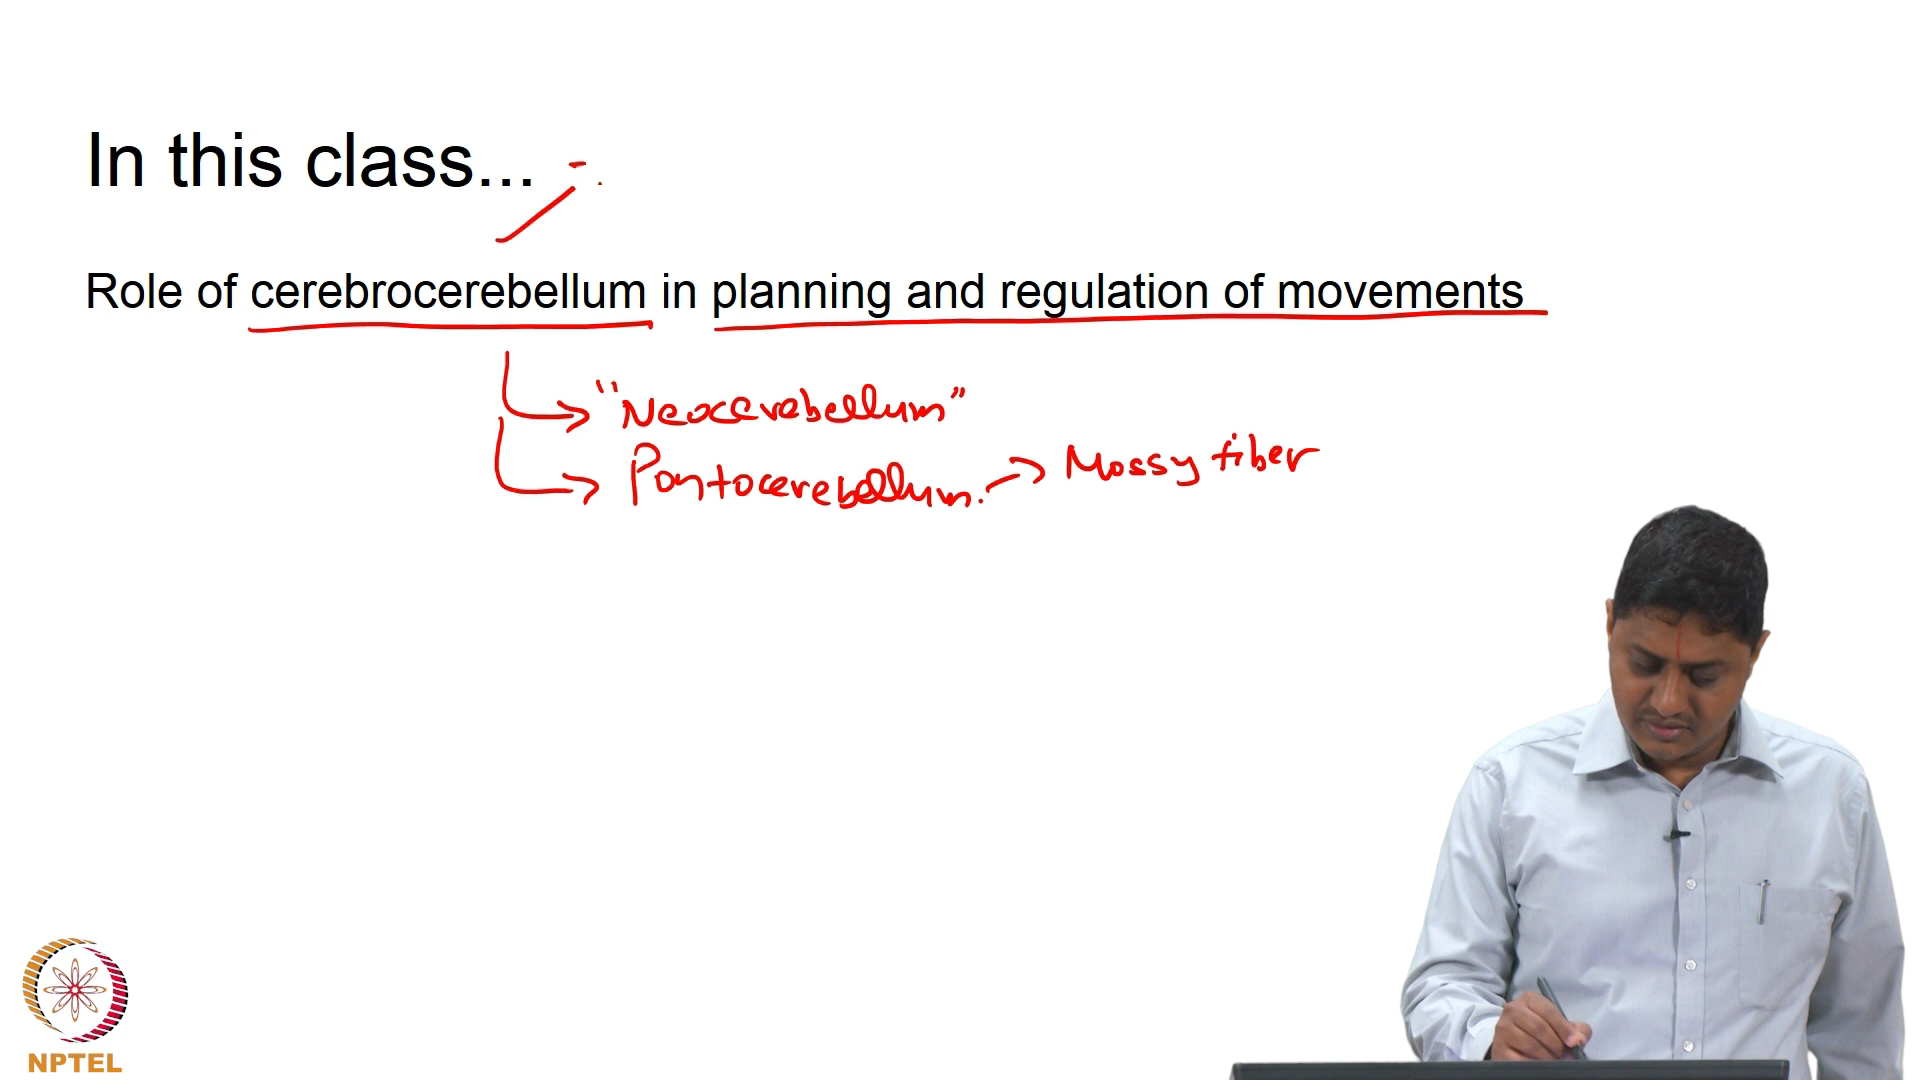 In this class...
Role of cerebrocerebellum in planning and regulation of movements
"Neocerebellum"
Pontocerebellum. → Mossy fiber
NPTEL